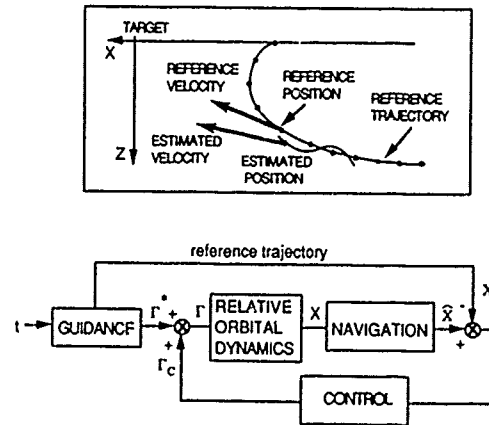 TARGET
X
REFERENCE
VELOCITY
REFERENCE
POSITION
REFERENCE
TRAJECTORY
ESTIMATED
VELOCITY
Z
ESTIMATED
POSITION
reference trajectory
X
t
GUIDANCE
Γ* +
Γ
RELATIVE
ORBITAL
DYNAMICS
X
NAVIGATION
X̂ -
+
+
Γc
CONTROL